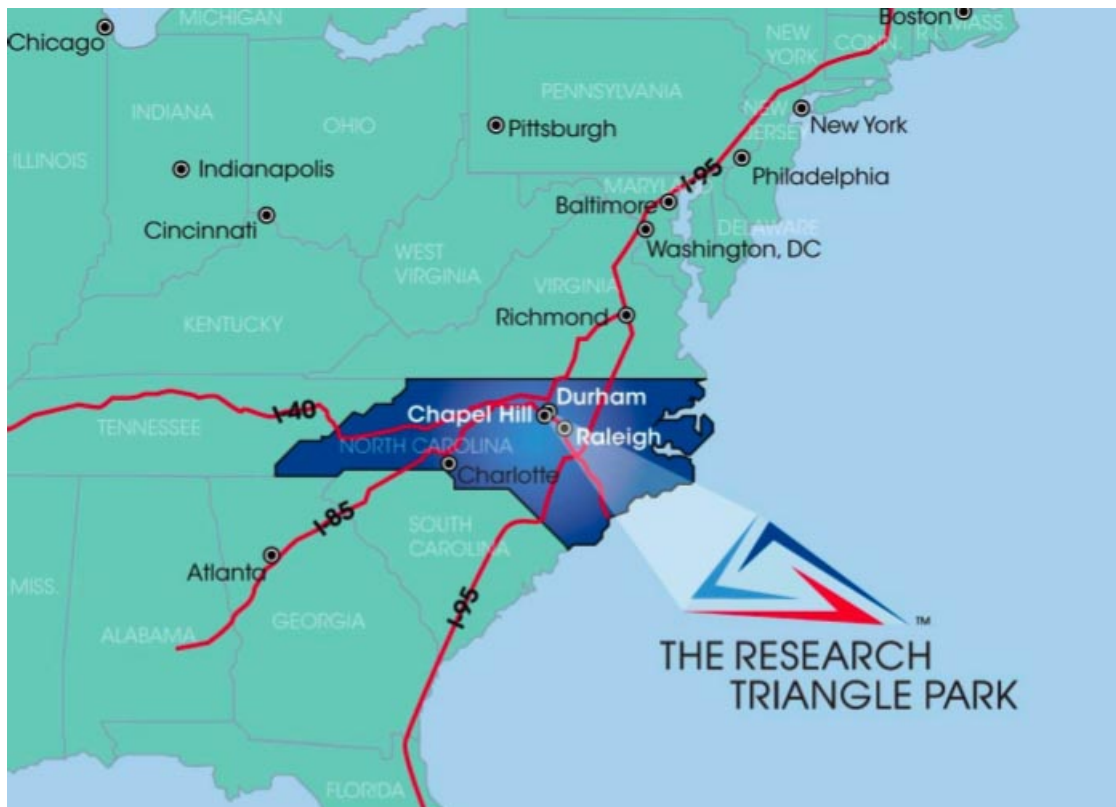 MICHIGAN
Boston
MASS.
Chicago
NEW
YORK
CONN.
R.I.
PENNSYLVANIA
INDIANA
OHIO
NEW
JERSEY
New York
Pittsburgh
ILLINOIS
Indianapolis
I-95
Philadelphia
MARYLAND
Baltimore
Cincinnati
DELAWARE
Washington, DC
WEST
VIRGINIA
VIRGINIA
Richmond
KENTUCKY
Durham
I-40
Chapel Hill
TENNESSEE
Raleigh
NORTH CAROLINA
Charlotte
I-85
SOUTH
CAROLINA
Atlanta
MISS.
I-95
ALABAMA
GEORGIA
TM
THE RESEARCH
TRIANGLE PARK
FLORIDA